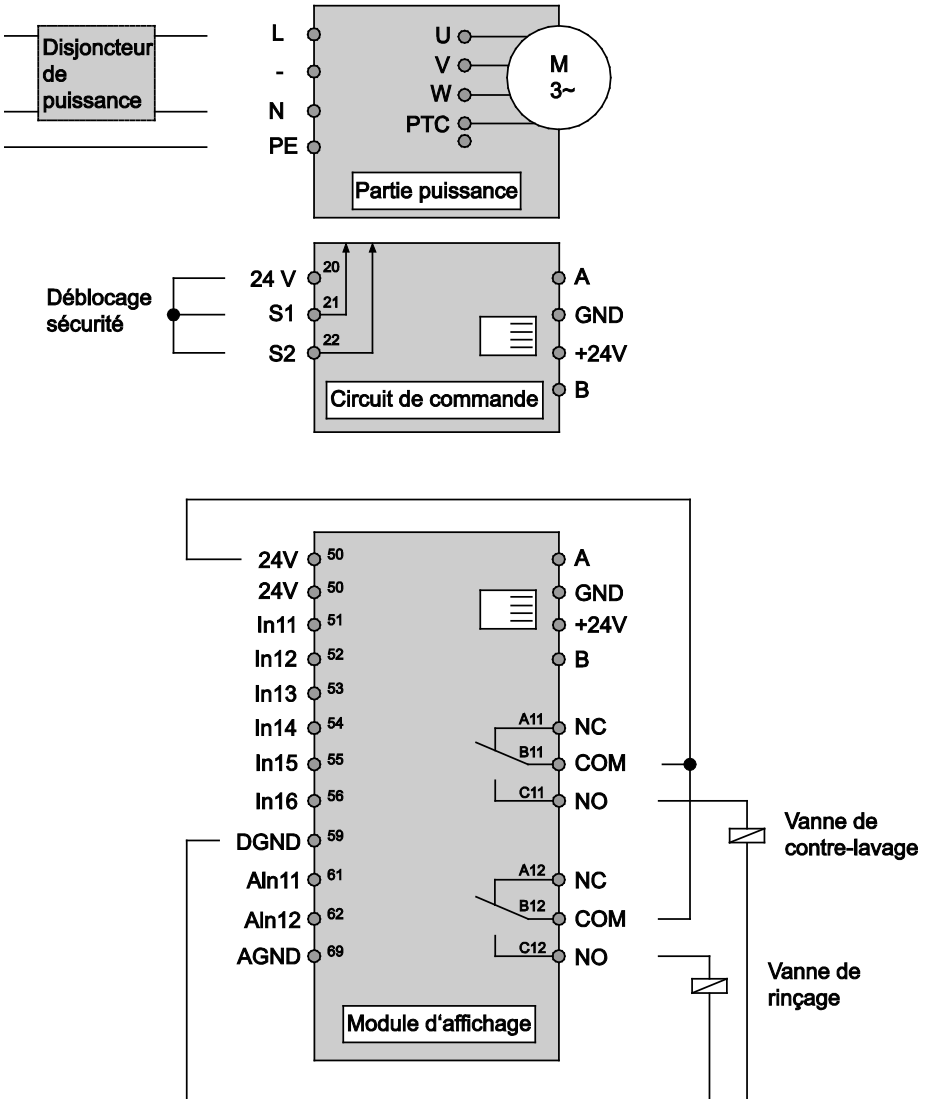 Disjoncteur
de
puissance
L
-
N
PE
U
V
W
PTC
M
3~
Partie puissance
Déblocage
sécurité
24 V
20
S1
21
S2
22
A
GND
+24V
B
Circuit de commande
24V
50
24V
50
In11
51
In12
52
In13
53
In14
54
In15
55
In16
56
DGND
59
AIn11
61
AIn12
62
AGND
69
A
GND
+24V
B
A11
NC
B11
COM
C11
NO
A12
NC
B12
COM
C12
NO
Vanne de
contre-lavage
Vanne de
rinçage
Module d‘affichage